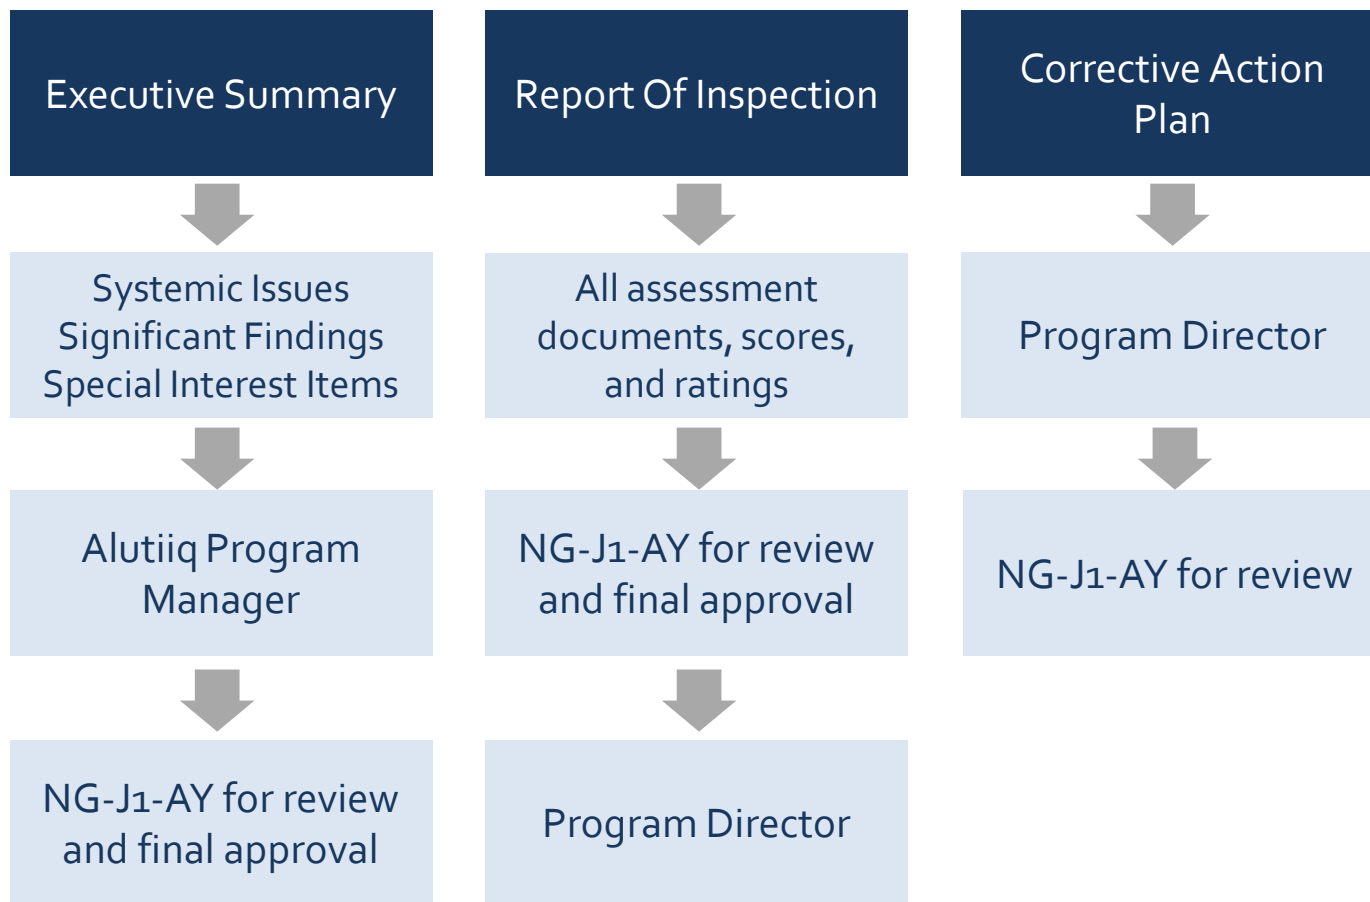 Executive Summary
Systemic Issues
Significant Findings
Special Interest Items
Alutiiq Program
Manager
NG-J1-AY for review
and final approval
Report Of Inspection
All assessment
documents, scores,
and ratings
NG-J1-AY for review
and final approval
Program Director
Corrective Action
Plan
Program Director
NG-J1-AY for review